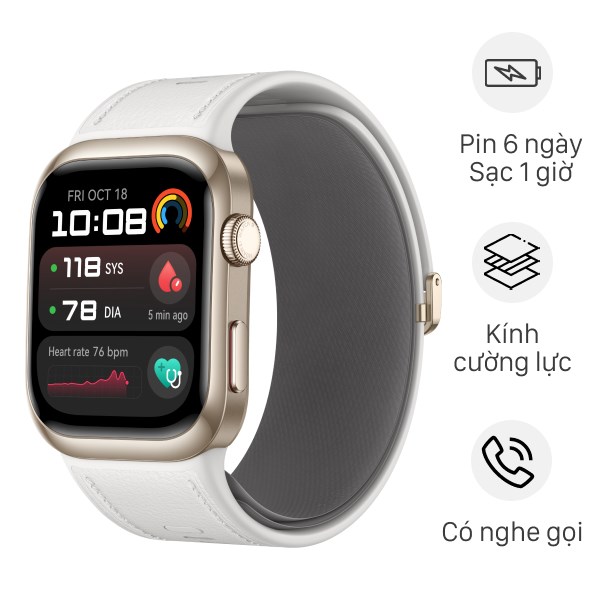 FRI OCT 18
10:08
118 SYS
78 DIA
5 min ago
Heart rate 76 bpm
Pin 6 ngày
Sạc 1 giờ
Kính
cường lực
Có nghe gọi